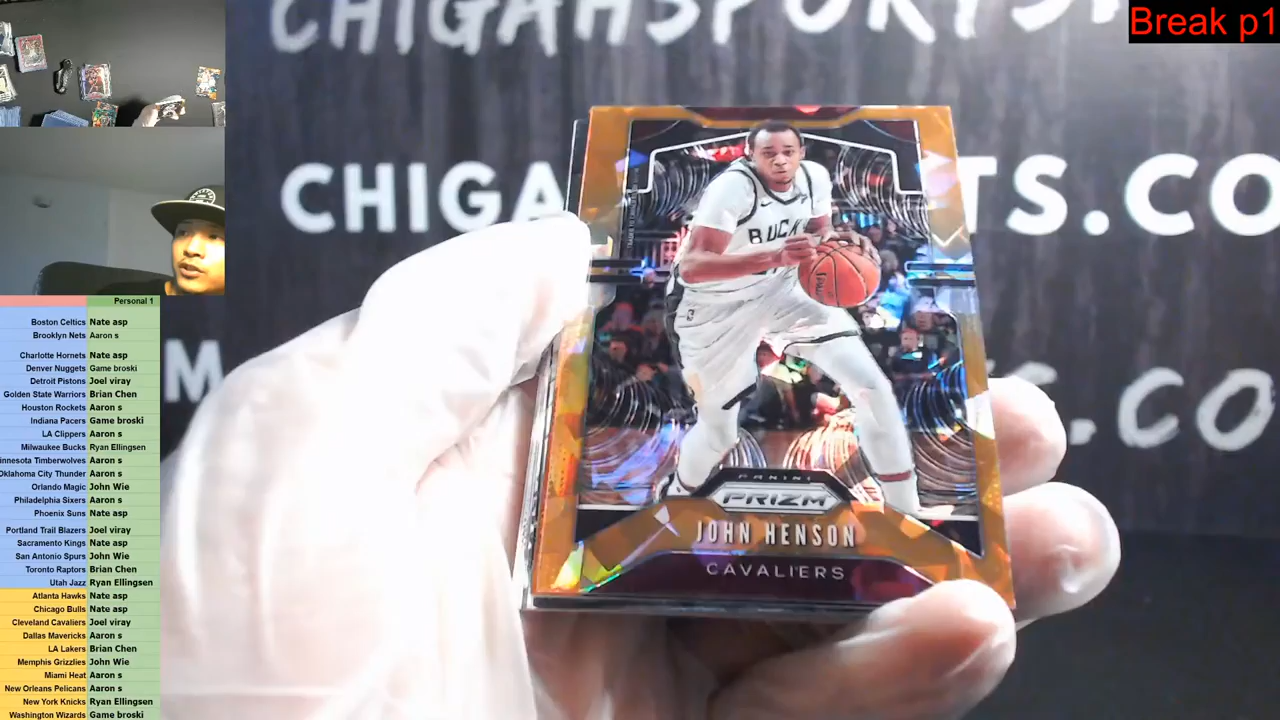 Break p1
CHIGAHSPORTS
CHIGA
TS.CO
M
S.CO
BUCK
PANINI
PRIZM
JOHN HENSON
CAVALIERS
Personal 1
Boston Celtics Nate asp
Brooklyn Nets Aaron s
Charlotte Hornets Nate asp
Denver Nuggets Game broski
Detroit Pistons Joel viray
Golden State Warriors Brian Chen
Houston Rockets Aaron s
Indiana Pacers Game broski
LA Clippers Aaron s
Milwaukee Bucks Ryan Ellingsen
innesota Timberwolves Aaron s
Oklahoma City Thunder Aaron s
Orlando Magic John Wie
Philadelphia Sixers Aaron s
Phoenix Suns Nate asp
Portland Trail Blazers Joel viray
Sacramento Kings Nate asp
San Antonio Spurs John Wie
Toronto Raptors Brian Chen
Utah Jazz Ryan Ellingsen
Atlanta Hawks Nate asp
Chicago Bulls Nate asp
Cleveland Cavaliers Joel viray
Dallas Mavericks Aaron s
LA Lakers Brian Chen
Memphis Grizzlies John Wie
Miami Heat Aaron s
New Orleans Pelicans Aaron s
New York Knicks Ryan Ellingsen
Washington Wizards Game broski